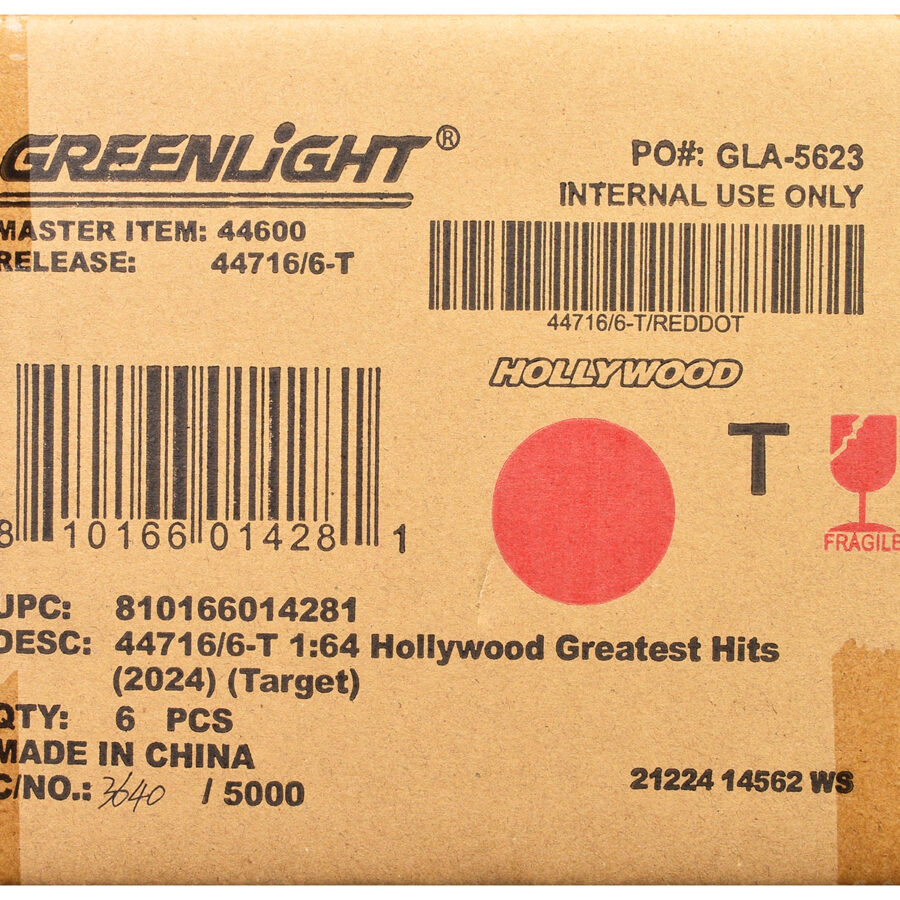 GREENLiGHT®
MASTER ITEM: 44600
RELEASE: 44716/6-T
PO#: GLA-5623
INTERNAL USE ONLY
44716/6-T/REDDOT
HOLLYWOOD
T
FRAGILE
8 10166 01428 1
UPC: 810166014281
DESC: 44716/6-T 1:64 Hollywood Greatest Hits
(2024) (Target)
QTY: 6 PCS
MADE IN CHINA
C/NO.: 3640 / 5000
21224 14562 WS